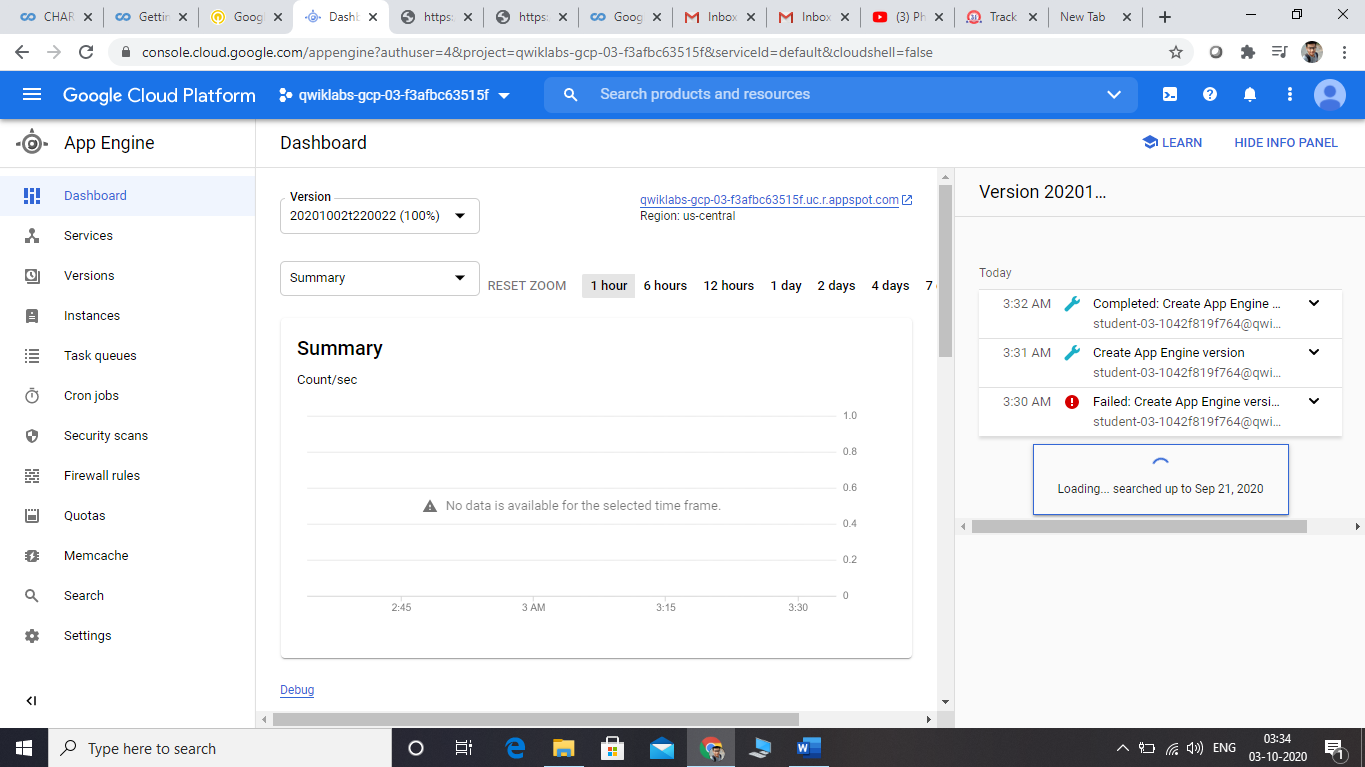 CHAR
Gettin
Goog
Dashb
https:
https:
Goog
Inbox
Inbox
(3) Ph
Track
New Tab
console.cloud.google.com/appengine?authuser=4&project=qwiklabs-gcp-03-f3afbc63515f&serviceId=default&cloudshell=false
Google Cloud Platform
qwiklabs-gcp-03-f3afbc63515f
Search products and resources
App Engine
Dashboard
LEARN
HIDE INFO PANEL
Dashboard
Services
Versions
Instances
Task queues
Cron jobs
Security scans
Firewall rules
Quotas
Memcache
Search
Settings
Version
20201002t220022 (100%)
qwiklabs-gcp-03-f3afbc63515f.uc.r.appspot.com
Region: us-central
Summary
RESET ZOOM
1 hour 6 hours 12 hours 1 day 2 days 4 days 7
Summary
Count/sec
1.0
0.8
0.6
No data is available for the selected time frame.
0.4
0.2
0
2:45 3 AM 3:15 3:30
Debug
Version 20201...
Today
3:32 AM Completed: Create App Engine ...
student-03-1042f819f764@qwi...
3:31 AM Create App Engine version
student-03-1042f819f764@qwi...
3:30 AM Failed: Create App Engine versi...
student-03-1042f819f764@qwi...
Loading... searched up to Sep 21, 2020
Type here to search
ENG
03:34
03-10-2020
1